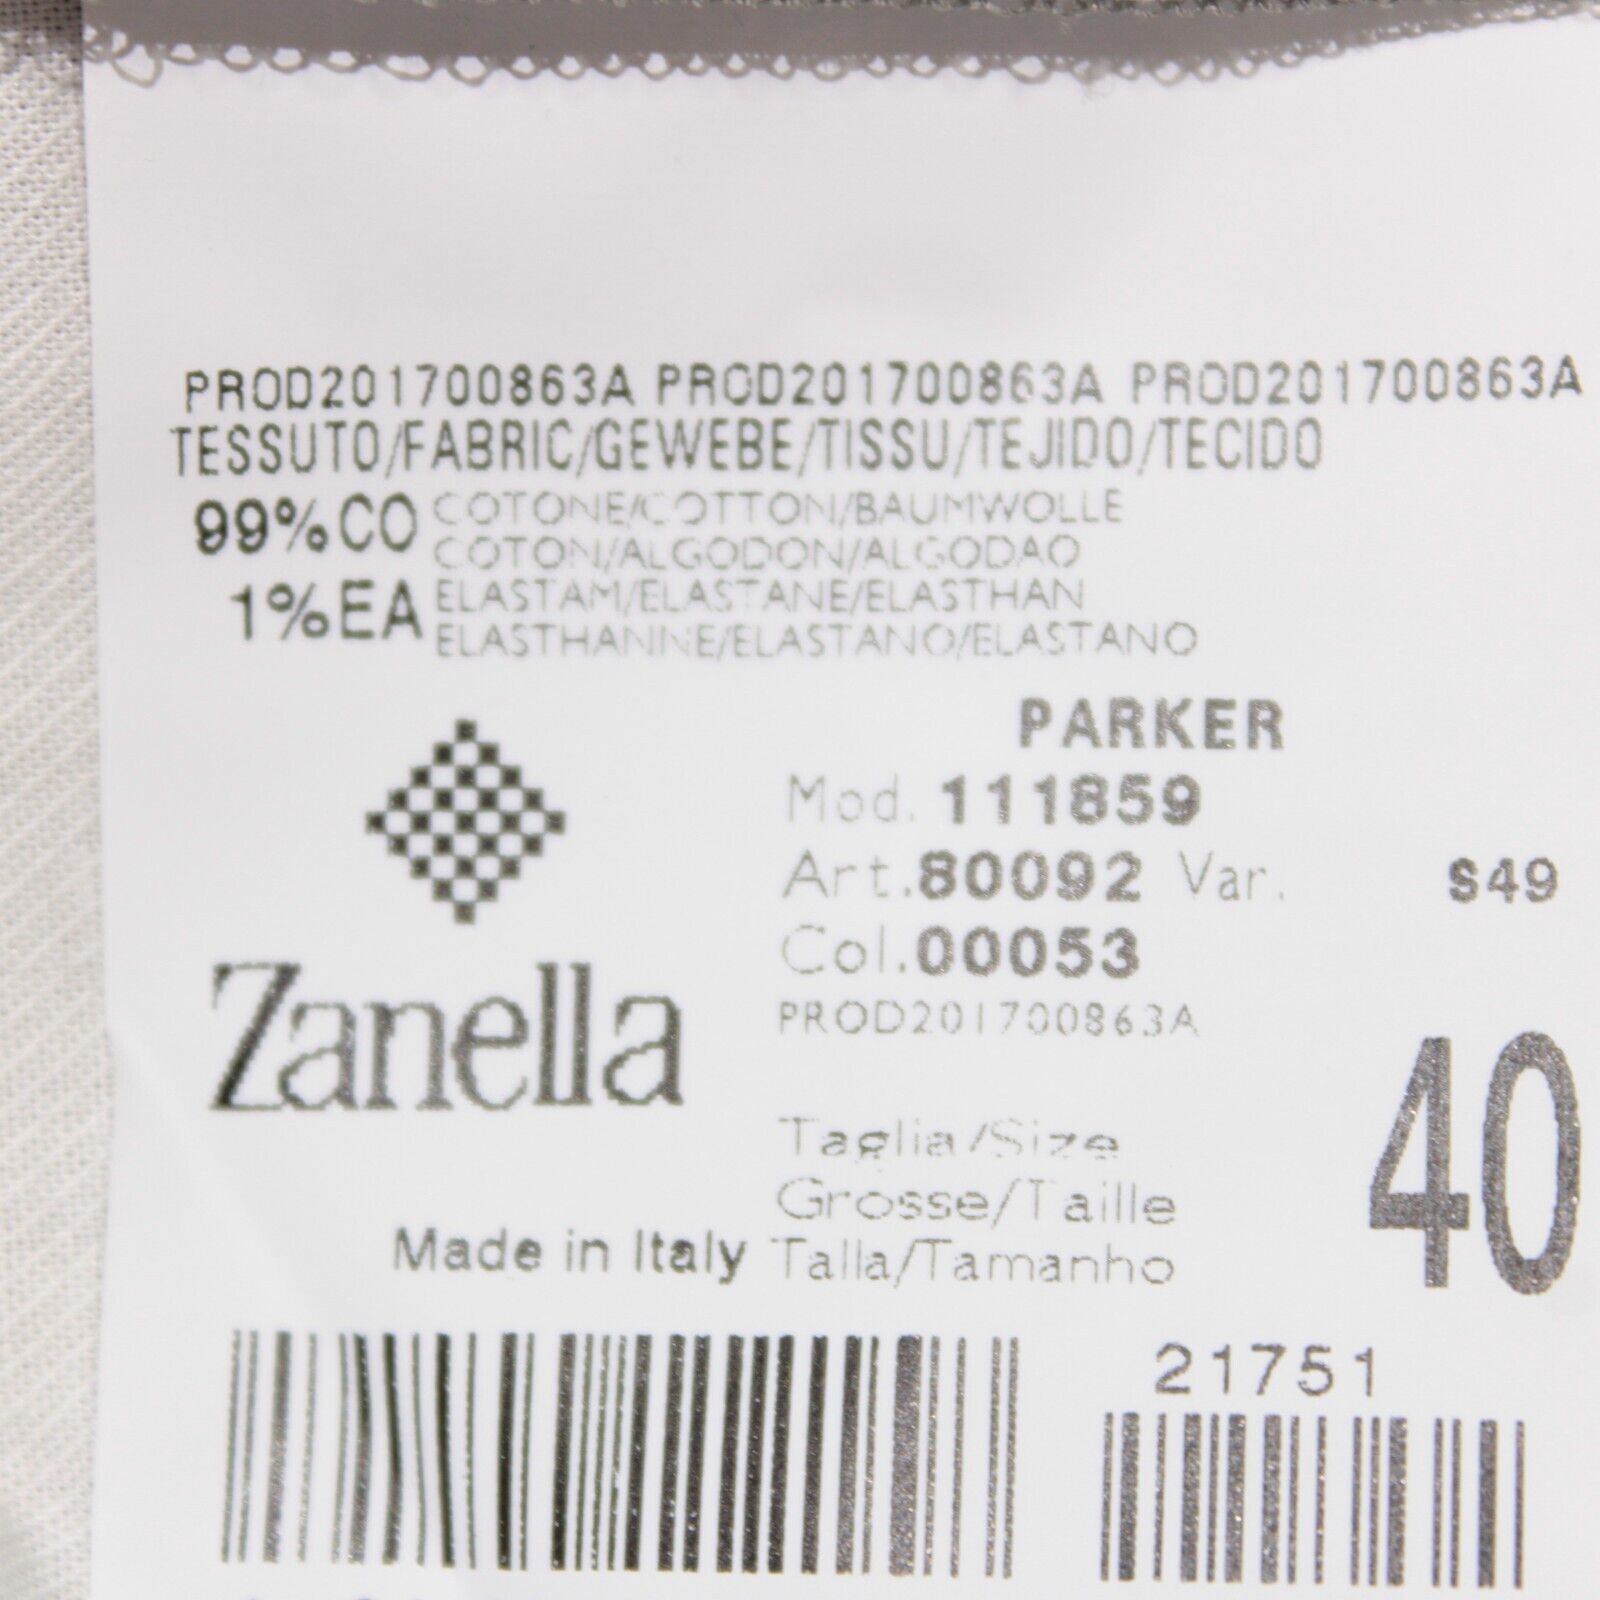 PROD201700863A PROD201700863A PROD201700863A
TESSUTO/FABRIC/GEWEBE/TISSU/TEJIDO/TECIDO
99%CO COTONE/COTTON/BAUMWOLLE
COTON/ALGODON/ALGODAO
1%EA ELASTAM/ELASTANE/ELASTHAN
ELASTHANNE/ELASTANO/ELASTANO
PARKER
Mod. 111859
Art.80092 Var. S49
Col.00053
PROD201700863A
Zanella
Taglia/Size
Grosse/Taille
Talla/Tamanho
40
Made in Italy
21751